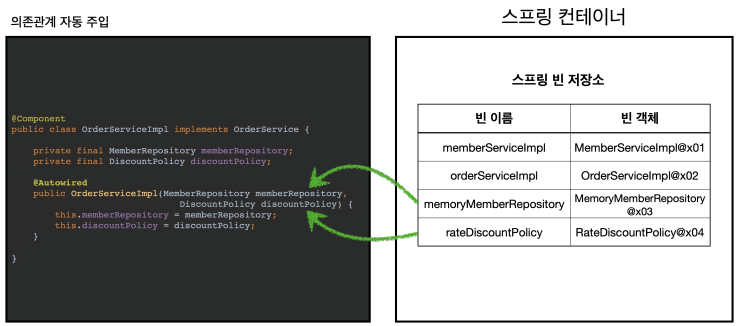 의존관계 자동 주입
@Component
public class OrderServiceImpl implements OrderService {
private final MemberRepository memberRepository;
private final DiscountPolicy discountPolicy;
@Autowired
public OrderServiceImpl(MemberRepository memberRepository,
DiscountPolicy discountPolicy) {
this.memberRepository = memberRepository;
this.discountPolicy = discountPolicy;
}
}
스프링 컨테이너
스프링 빈 저장소
빈 이름 빈 객체
memberServiceImpl MemberServiceImpl@x01
orderServiceImpl OrderServiceImpl@x02
memoryMemberRepository MemoryMemberRepository
@x03
rateDiscountPolicy RateDiscountPolicy@x04